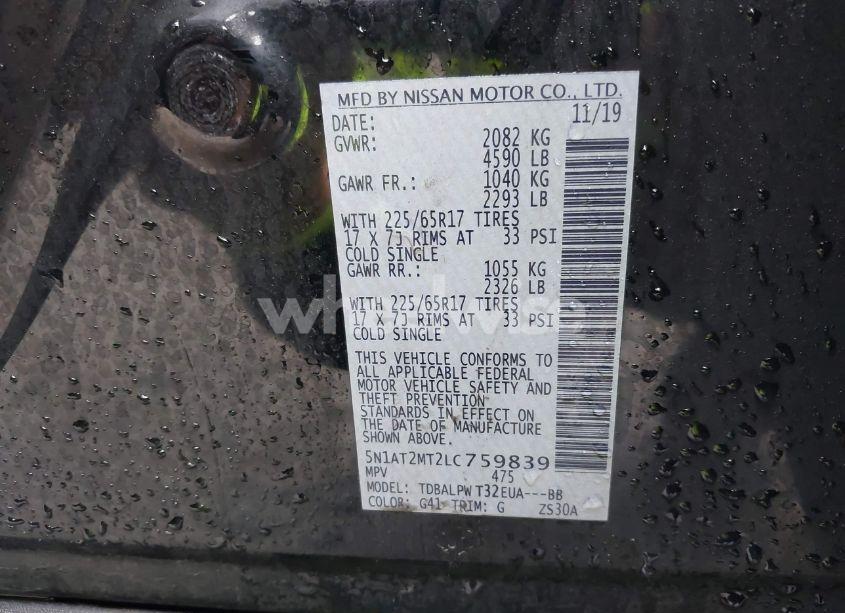 MFD BY NISSAN MOTOR CO., LTD.
DATE: 11/19
GVWR: 2082 KG
4590 LB
GAWR FR.: 1040 KG
2293 LB
WITH 225/65R17 TIRES
17 X 7J RIMS AT 33 PSI
COLD SINGLE
GAWR RR.: 1055 KG
2326 LB
WITH 225/65R17 TIRES
17 X 7J RIMS AT 33 PSI
COLD SINGLE
THIS VEHICLE CONFORMS TO
ALL APPLICABLE FEDERAL
MOTOR VEHICLE SAFETY AND
THEFT PREVENTION
STANDARDS IN EFFECT ON
THE DATE OF MANUFACTURE
SHOWN ABOVE.
5N1AT2MT2LC759839
MPV 475
MODEL: TDBALPW T32EUA---BB
COLOR: G41 TRIM: G ZS30A